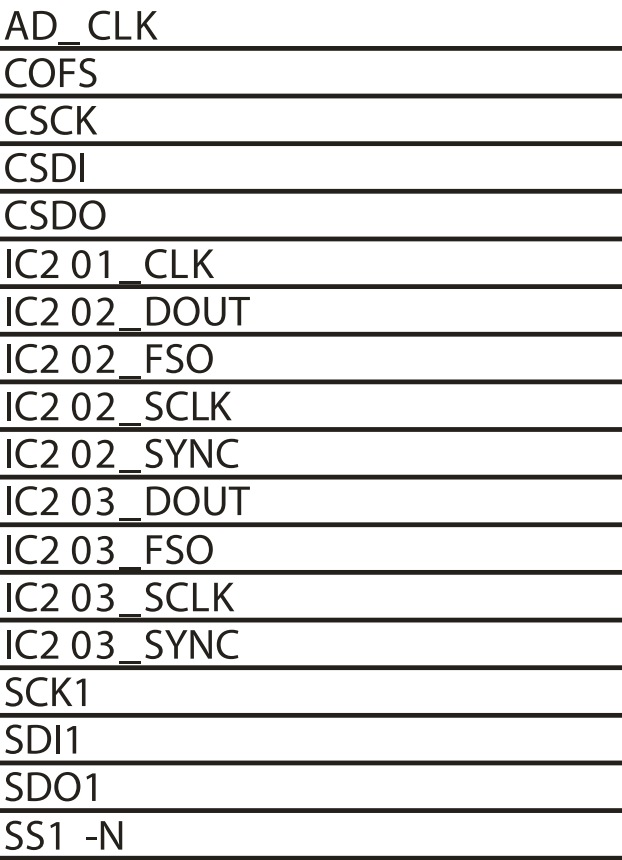 AD_ CLK
COFS
CSCK
CSDI
CSDO
IC2 01_CLK
IC2 02_DOUT
IC2 02_FSO
IC2 02_SCLK
IC2 02_SYNC
IC2 03_DOUT
IC2 03_FSO
IC2 03_SCLK
IC2 03_SYNC
SCK1
SDI1
SDO1
SS1 -N